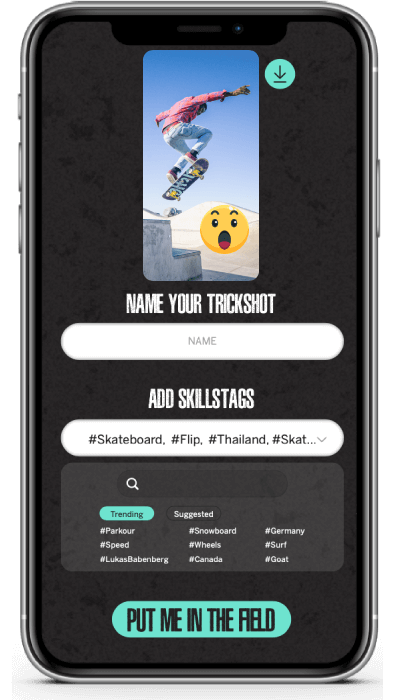 NAME YOUR TRICKSHOT
NAME
ADD SKILLSTAGS
#Skateboard, #Flip, #Thailand, #Skat...
Trending Suggested
#Parkour #Snowboard #Germany
#Speed #Wheels #Surf
#LukasBabenberg #Canada #Goat
PUT ME IN THE FIELD